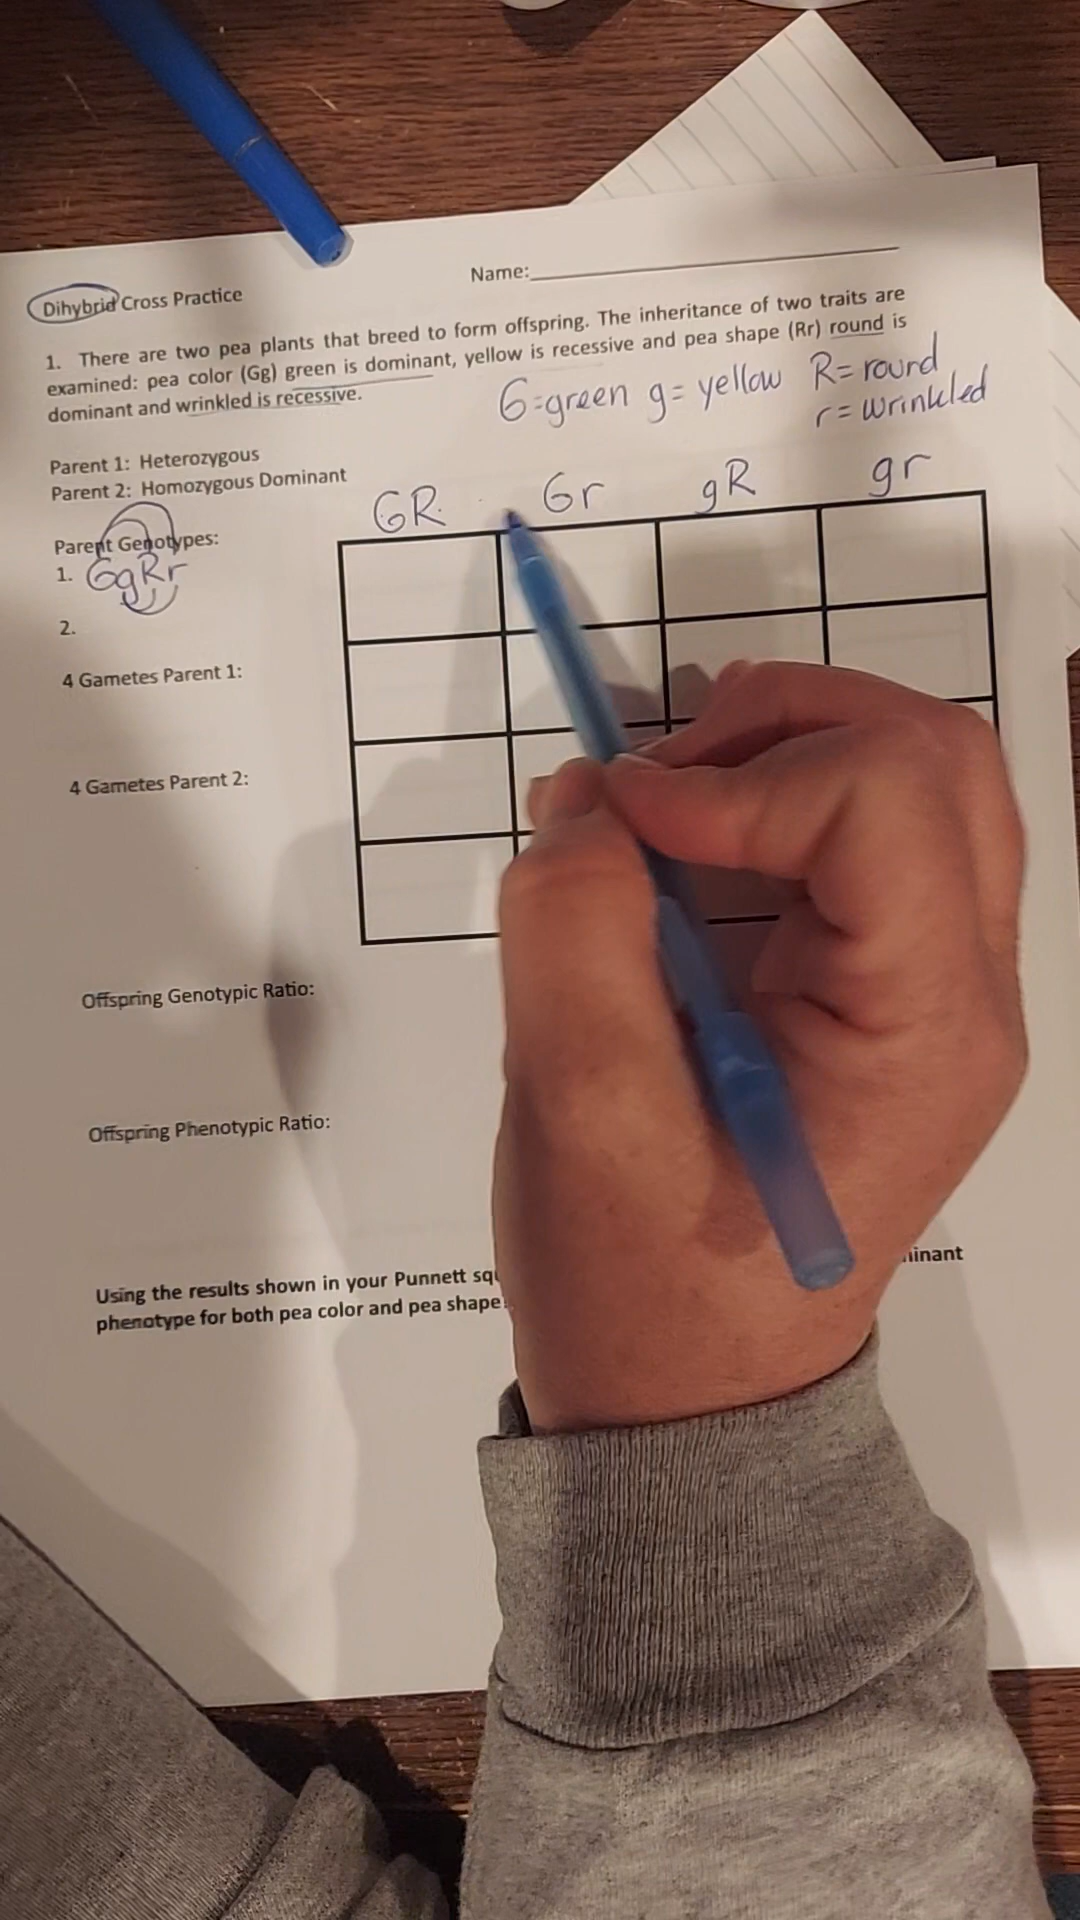 Name:
Dihybrid Cross Practice
1. There are two pea plants that breed to form offspring. The inheritance of two traits are
examined: pea color (Gg) green is dominant, yellow is recessive and pea shape (Rr) round is
dominant and wrinkled is recessive.
G=green g= yellow R= round
r= wrinkled
Parent 1: Heterozygous
Parent 2: Homozygous Dominant
GR Gr gR gr
Parent Genotypes:
1. GgRr
2.
4 Gametes Parent 1:
4 Gametes Parent 2:
Offspring Genotypic Ratio:
Offspring Phenotypic Ratio:
Using the results shown in your Punnett
phenotype for both pea color and pea shape